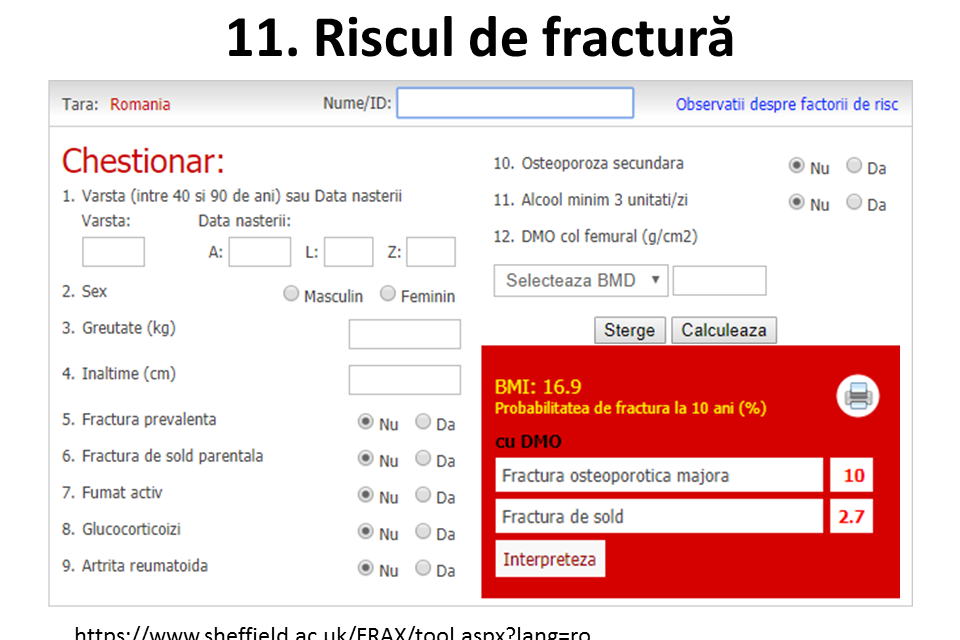 11. Riscul de fractură
Tara: Romania
Nume/ID:
Observatii despre factorii de risc
Chestionar:
1. Varsta (intre 40 si 90 de ani) sau Data nasterii
Varsta: Data nasterii:
A: L: Z:
2. Sex Masculin Feminin
3. Greutate (kg)
4. Inaltime (cm)
5. Fractura prevalenta Nu Da
6. Fractura de sold parentala Nu Da
7. Fumat activ Nu Da
8. Glucocorticoizi Nu Da
9. Artrita reumatoida Nu Da
10. Osteoporoza secundara Nu Da
11. Alcool minim 3 unitati/zi Nu Da
12. DMO col femural (g/cm2)
Selecteaza BMD
Sterge Calculeaza
BMI: 16.9
Probabilitatea de fractura la 10 ani (%)
cu DMO
Fractura osteoporotica majora 10
Fractura de sold 2.7
Interpreteza
https://www.sheffield.ac.uk/FRAX/tool.aspx?lang=ro